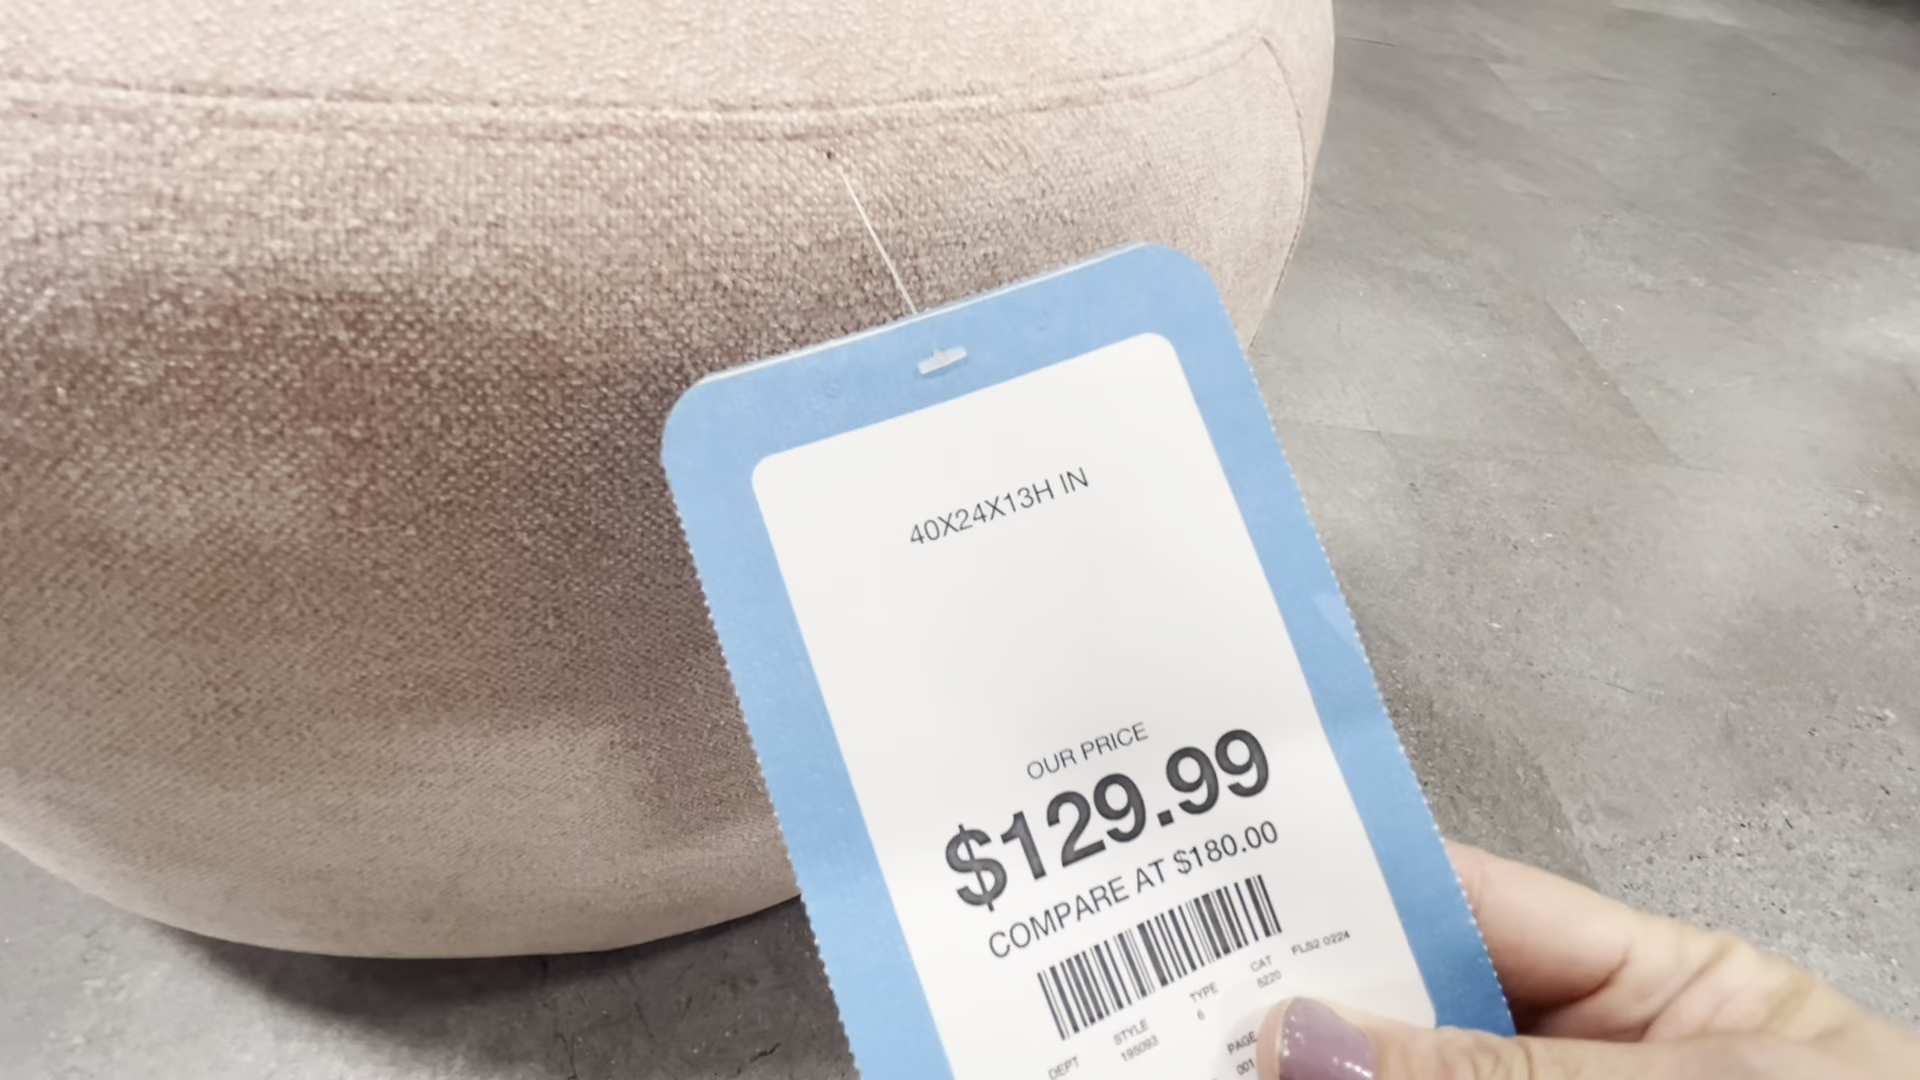 40X24X13H IN
OUR PRICE
$129.99
COMPARE AT $180.00
FLS2 0224
DEPT STYLE TYPE CAT
195093 6 5220
PAGE
001